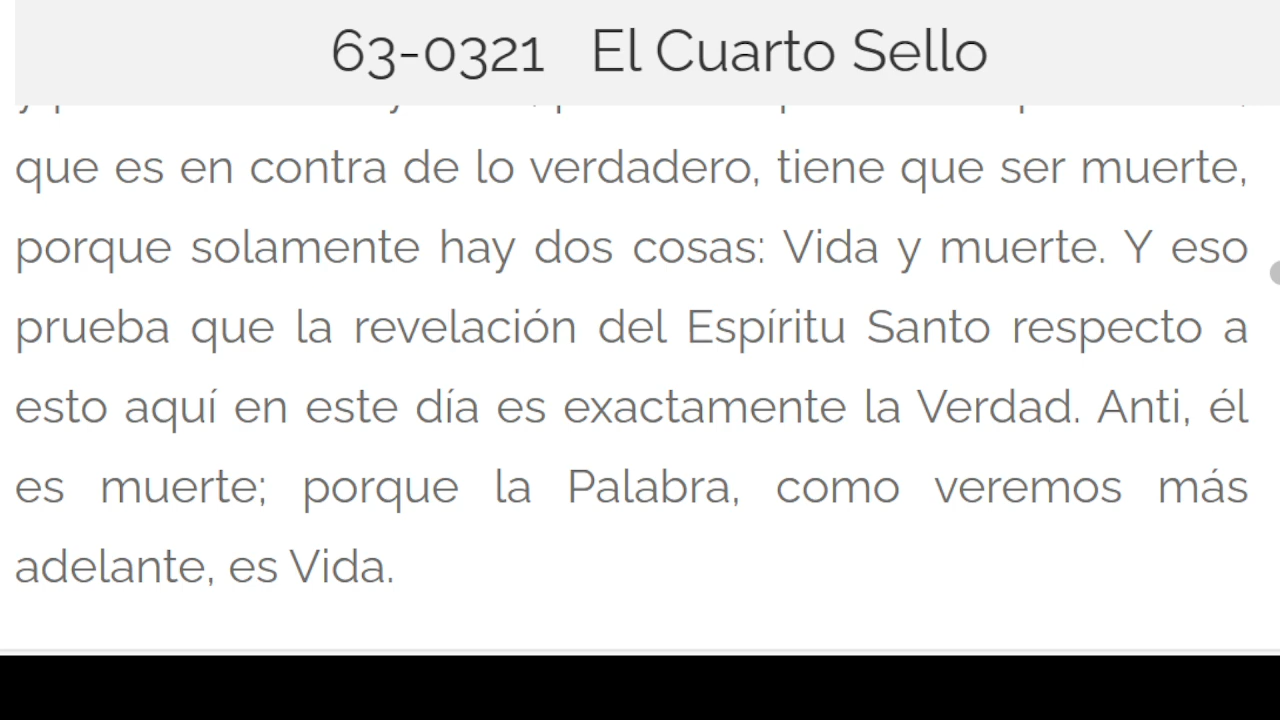 63-0321 El Cuarto Sello
que es en contra de lo verdadero, tiene que ser muerte,
porque solamente hay dos cosas: Vida y muerte. Y eso
prueba que la revelación del Espíritu Santo respecto a
esto aquí en este día es exactamente la Verdad. Anti, él
es muerte; porque la Palabra, como veremos más
adelante, es Vida.